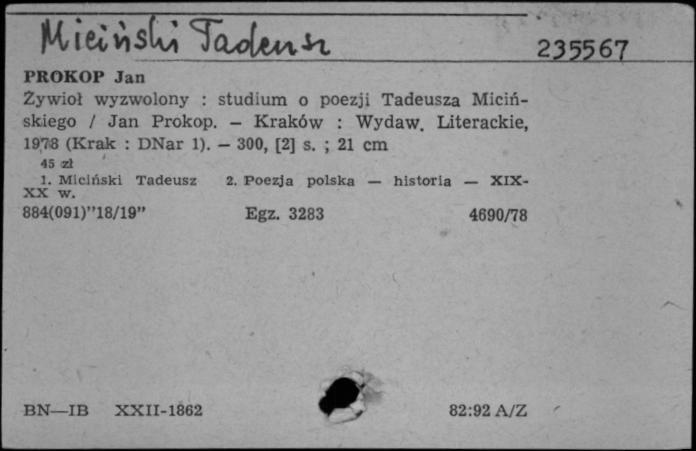 Miciński Tadeusz
235567
PROKOP Jan
Żywioł wyzwolony : studium o poezji Tadeusza Miciń-
skiego / Jan Prokop. — Kraków : Wydaw. Literackie,
1978 (Krak : DNar 1). — 300, [2] s. ; 21 cm
45 zł
1. Miciński Tadeusz 2. Poezja polska — historia — XIX-
XX w.
884(091)"18/19" Egz. 3283 4690/78
BN—IB XXII-1862 82:92 A/Z